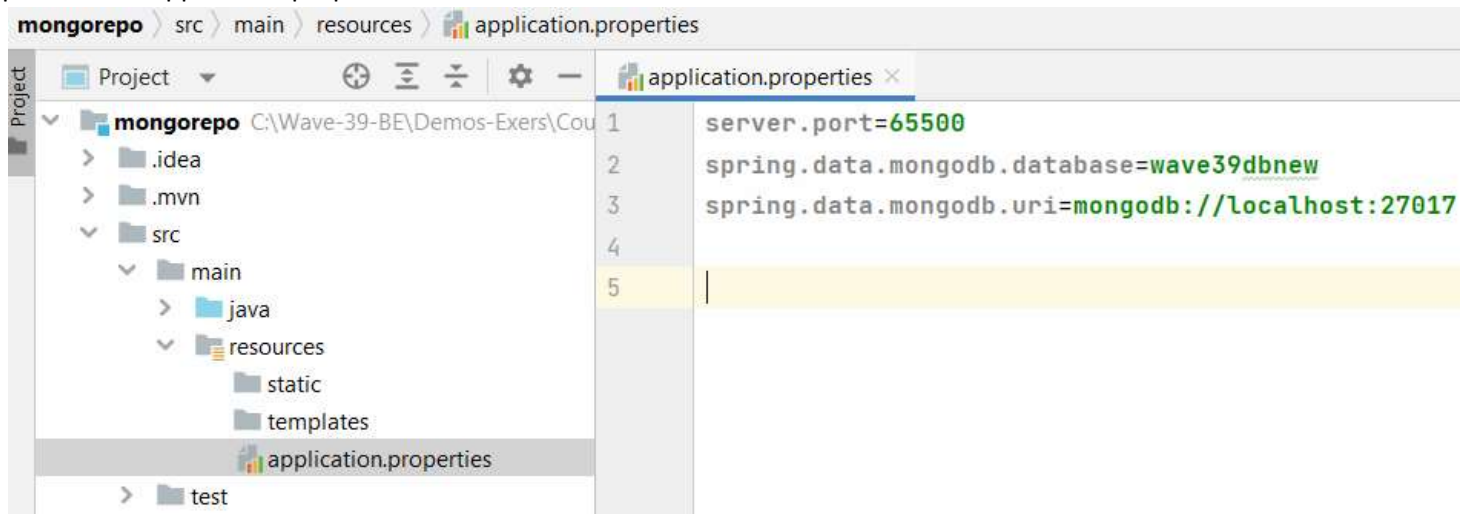 mongorepo src main resources application.properties
Project
Project
application.properties
mongorepo C:\Wave-39-BE\Demos-Exers\Cou
.idea
.mvn
src
main
java
resources
static
templates
application.properties
test
1 server.port=65500
2 spring.data.mongodb.database=wave39dbnew
3 spring.data.mongodb.uri=mongodb://localhost:27017
4
5